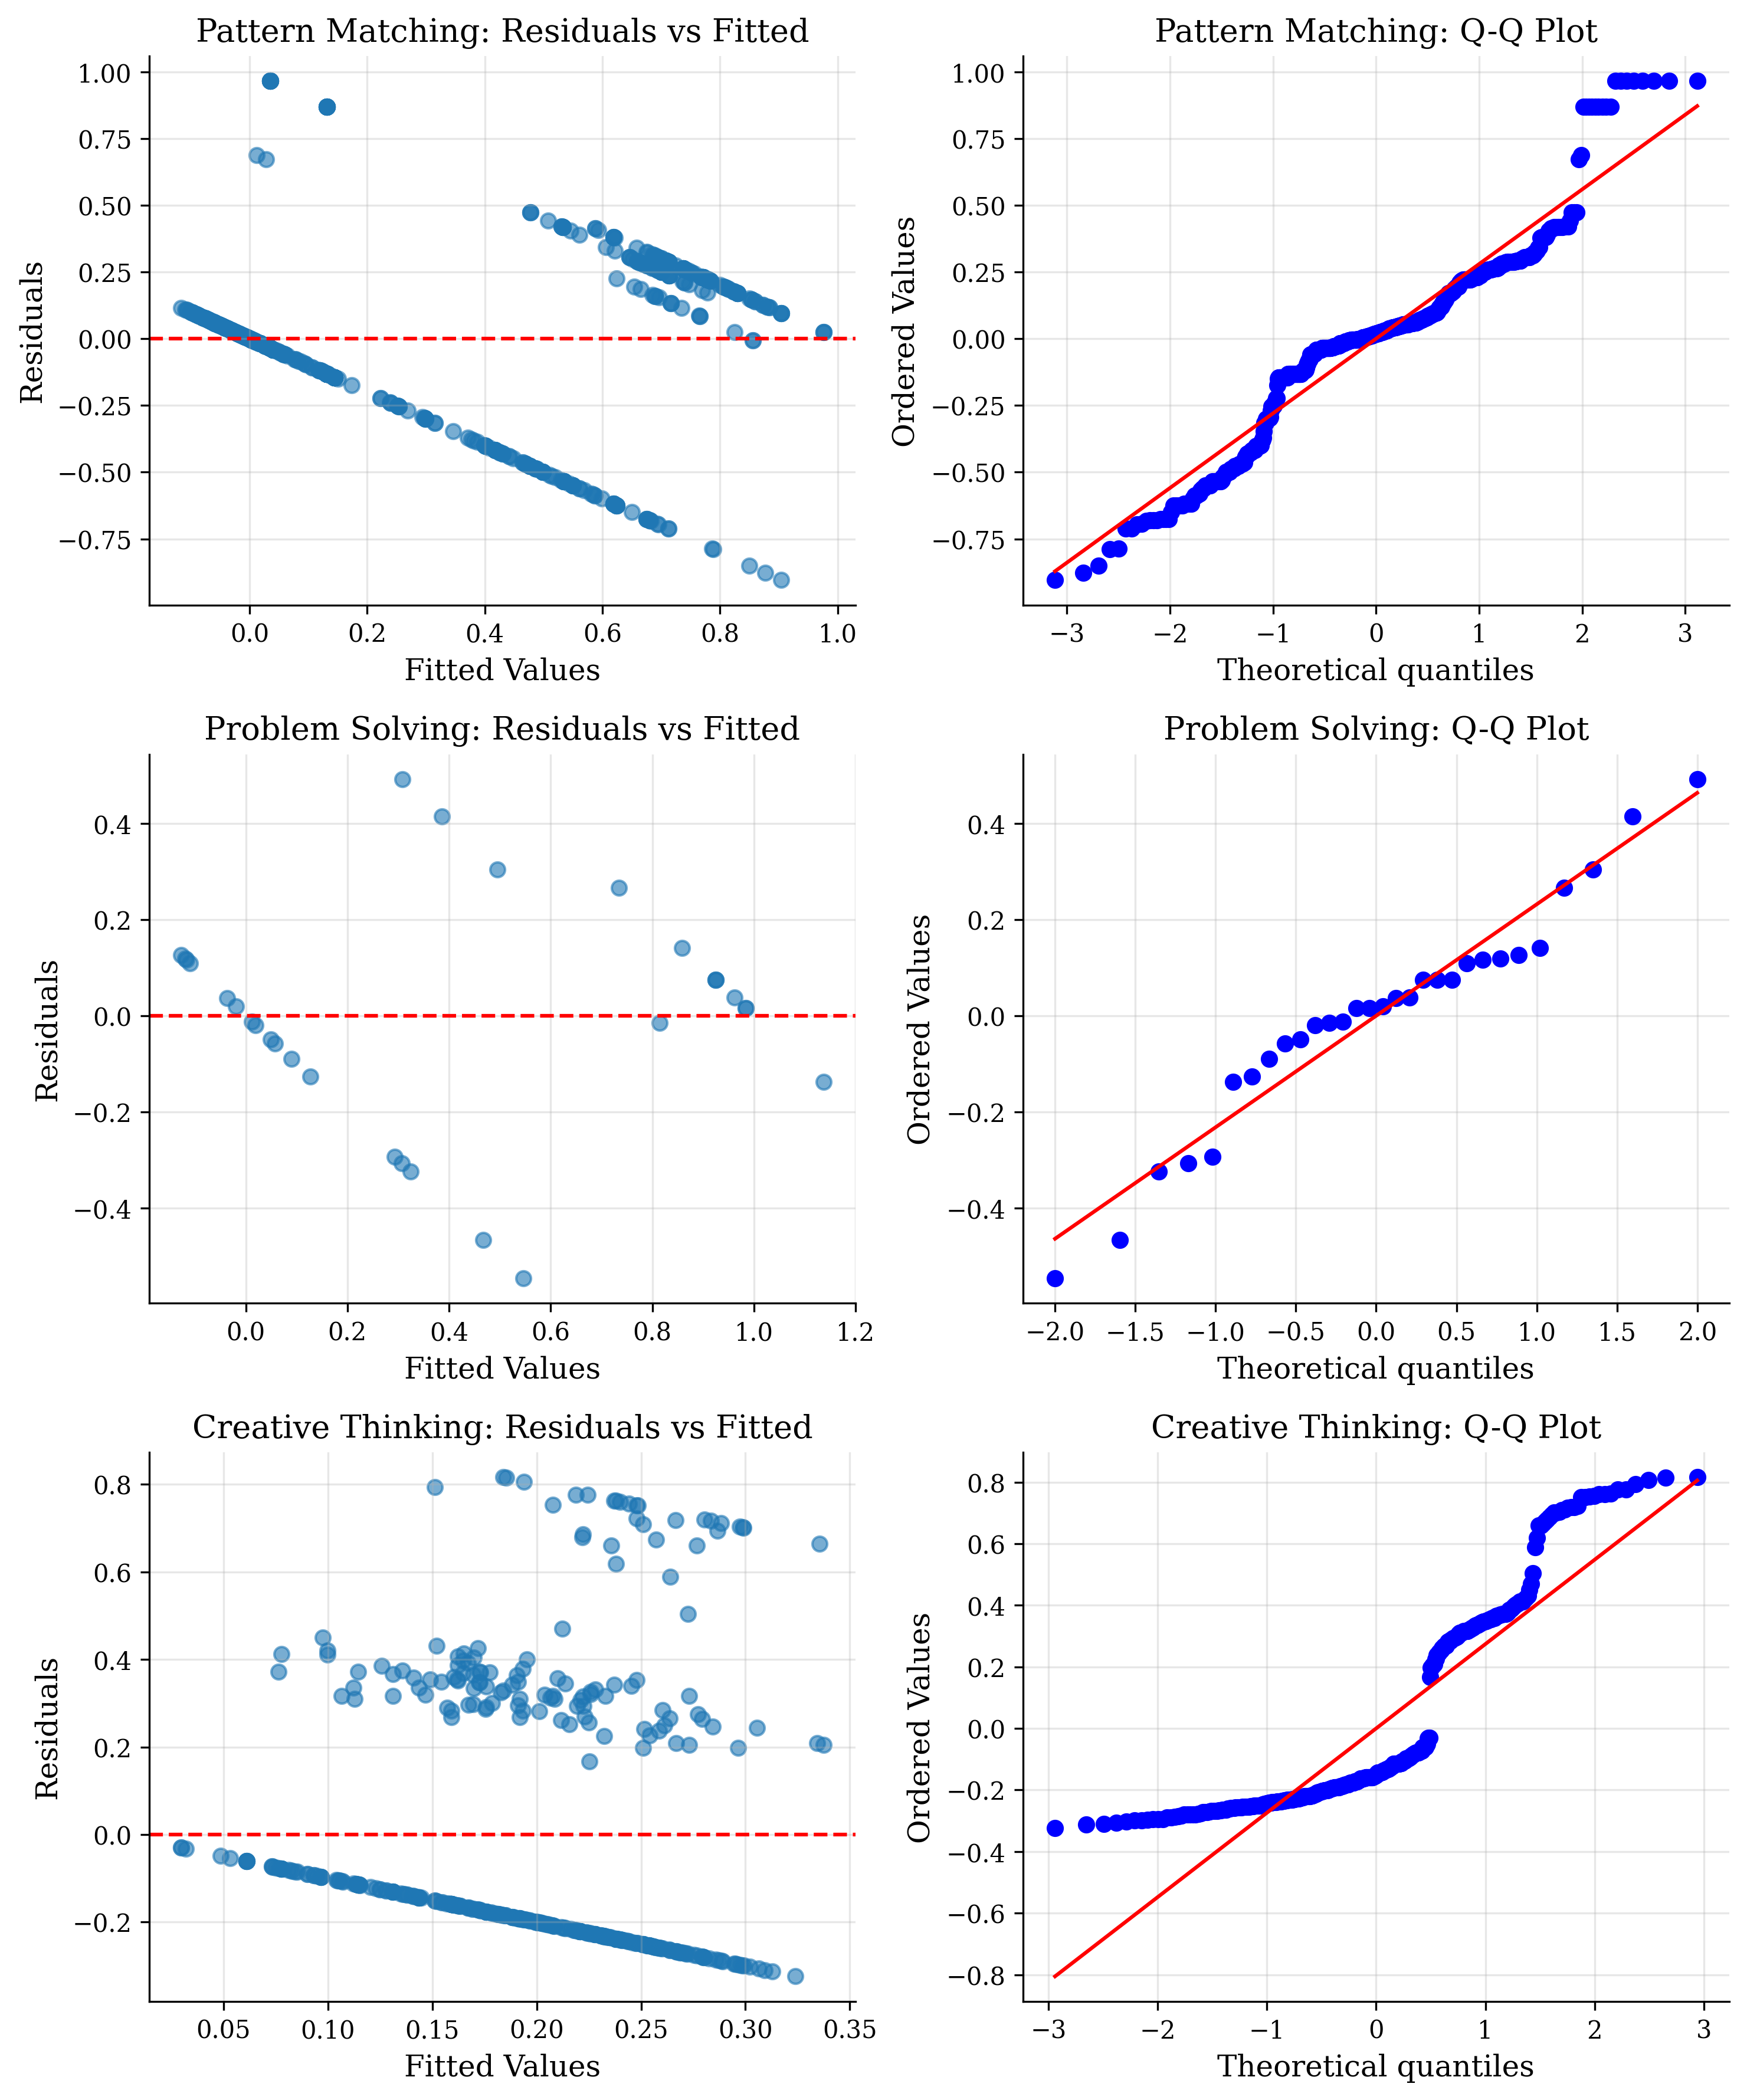 Pattern Matching: Residuals vs Fitted
1.00
0.75
0.50
0.25
0.00
−0.25
−0.50
−0.75
Residuals
0.0 0.2 0.4 0.6 0.8 1.0
Fitted Values
Pattern Matching: Q-Q Plot
1.00
0.75
0.50
0.25
0.00
−0.25
−0.50
−0.75
Ordered Values
−3 −2 −1 0 1 2 3
Theoretical quantiles
Problem Solving: Residuals vs Fitted
0.4
0.2
0.0
−0.2
−0.4
Residuals
0.0 0.2 0.4 0.6 0.8 1.0 1.2
Fitted Values
Problem Solving: Q-Q Plot
0.4
0.2
0.0
−0.2
−0.4
Ordered Values
−2.0 −1.5 −1.0 −0.5 0.0 0.5 1.0 1.5 2.0
Theoretical quantiles
Creative Thinking: Residuals vs Fitted
0.8
0.6
0.4
0.2
0.0
−0.2
Residuals
0.05 0.10 0.15 0.20 0.25 0.30 0.35
Fitted Values
Creative Thinking: Q-Q Plot
0.8
0.6
0.4
0.2
0.0
−0.2
−0.4
−0.6
−0.8
Ordered Values
−3 −2 −1 0 1 2 3
Theoretical quantiles